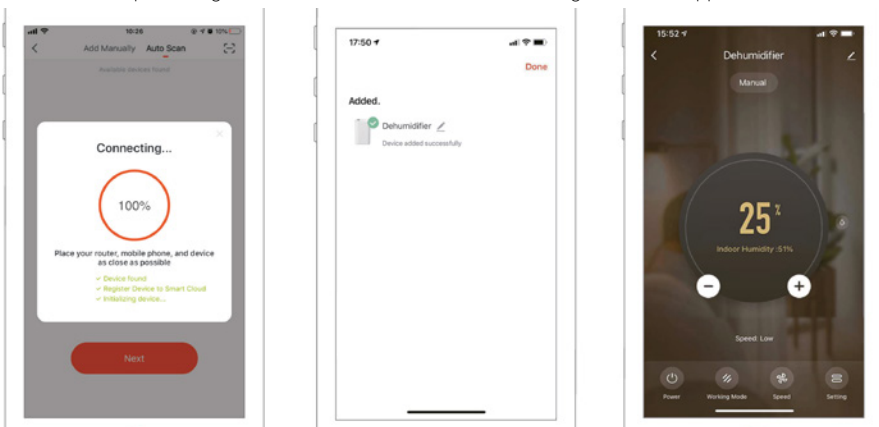 10:26
10%
Add Manually Auto Scan
Available devices found
Connecting...
100%
Place your router, mobile phone, and device
as close as possible
✓ Device found
✓ Register Device to Smart Cloud
✓ Initializing device...
Next
17:50
Done
Added.
Dehumidifier
Device added successfully
15:52
Dehumidifier
Manual
25%
Indoor Humidity :51%
Speed: Low
Power Working Mode Speed Setting